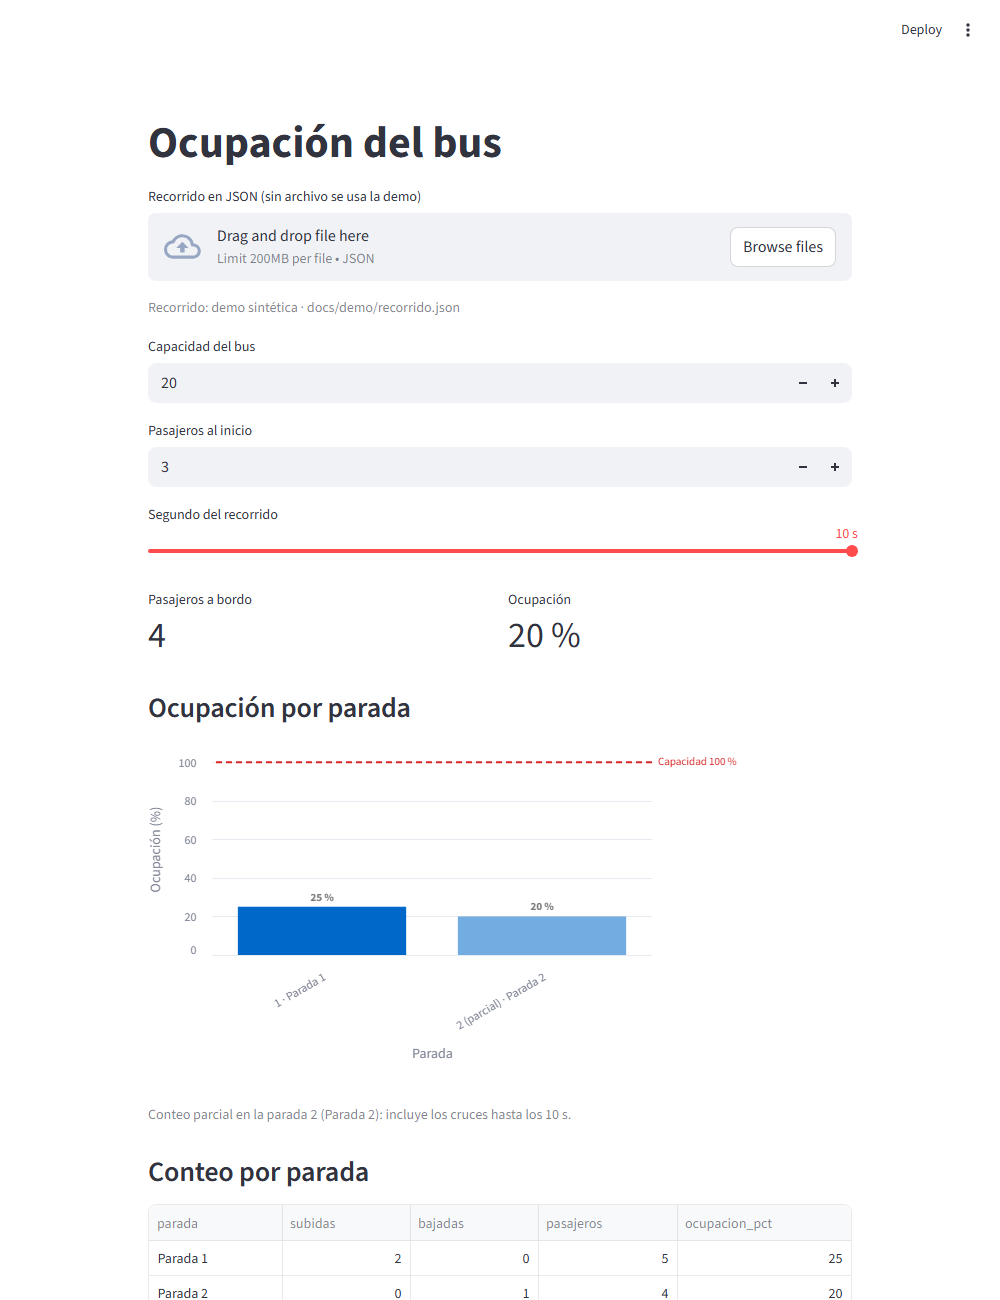 Deploy
Ocupación del bus
Recorrido en JSON (sin archivo se usa la demo)
Drag and drop file here
Limit 200MB per file • JSON
Browse files
Recorrido: demo sintética · docs/demo/recorrido.json
Capacidad del bus
20
Pasajeros al inicio
3
Segundo del recorrido
10 s
Pasajeros a bordo
4
Ocupación
20 %
Ocupación por parada
Ocupación (%)
100
80
60
40
20
0
Capacidad 100 %
25 %
20 %
1 · Parada 1
2 (parcial) · Parada 2
Parada
Conteo parcial en la parada 2 (Parada 2): incluye los cruces hasta los 10 s.
Conteo por parada
parada subidas bajadas pasajeros ocupacion_pct
Parada 1 2 0 5 25
Parada 2 0 1 4 20